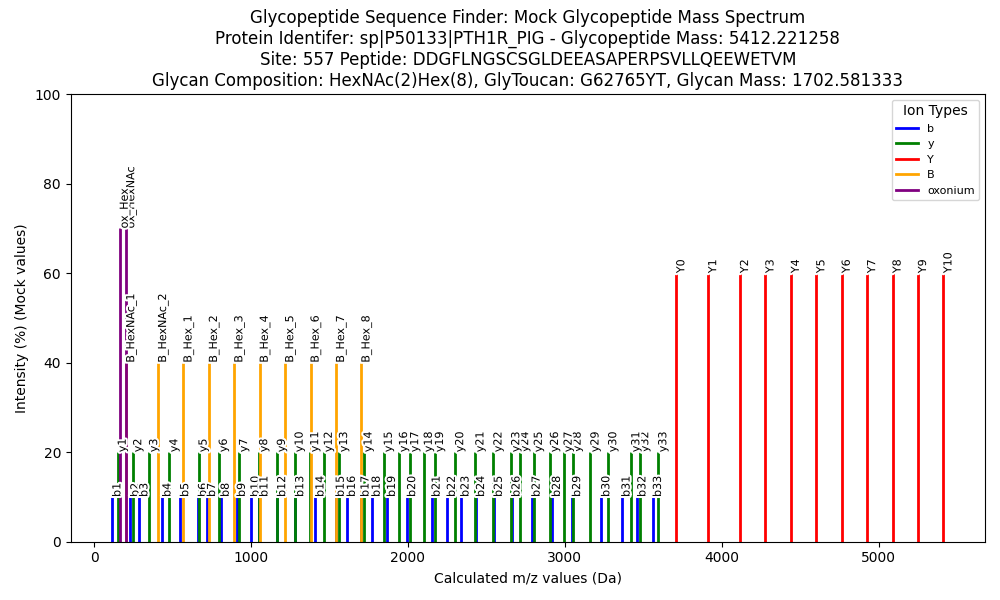 Glycopeptide Sequence Finder: Mock Glycopeptide Mass Spectrum
Protein Identifer: sp|P50133|PTH1R_PIG - Glycopeptide Mass: 5412.221258
Site: 557 Peptide: DDGFLNGSCSGLDEEASAPERPSVLLQEEWETVM
Glycan Composition: HexNAc(2)Hex(8), GlyToucan: G62765YT, Glycan Mass: 1702.581333
Intensity (%) (Mock values)
100
80
60
40
20
0
Ion Types
b
y
Y
B
oxonium
ox_Hex
ox_HexNAc
Y0
Y1
Y2
Y3
Y4
Y5
Y6
Y7
Y8
Y9
Y10
B_HexNAc_1
B_HexNAc_2
B_Hex_1
B_Hex_2
B_Hex_3
B_Hex_4
B_Hex_5
B_Hex_6
B_Hex_7
B_Hex_8
y1
y2
y3
y4
y5
y6
y7
y8
y9
y10
y11
y12
y13
y14
y15
y16
y17
y18
y19
y20
y21
y22
y23
y24
y25
y26
y27
y28
y29
y30
y31
y32
y33
b1
b2
b3
b4
b5
b6
b7
b8
b9
b10
b11
b12
b13
b14
b15
b16
b17
b18
b19
b20
b21
b22
b23
b24
b25
b26
b27
b28
b29
b30
b31
b32
b33
0
1000
2000
3000
4000
5000
Calculated m/z values (Da)